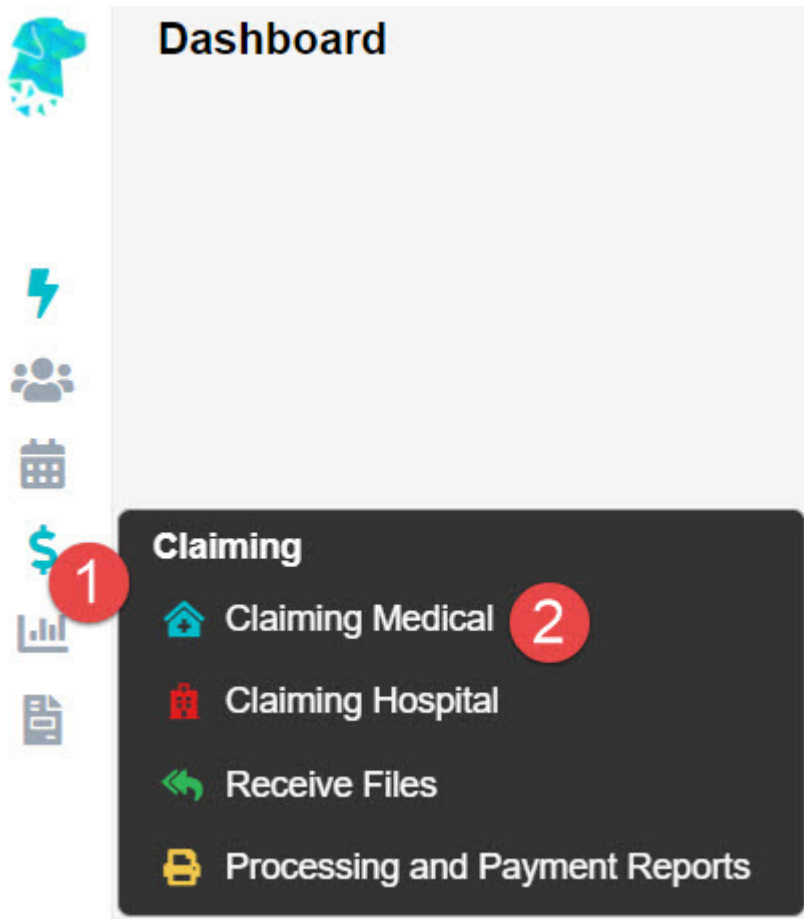 Dashboard
Claiming
1
Claiming Medical 2
Claiming Hospital
Receive Files
Processing and Payment Reports